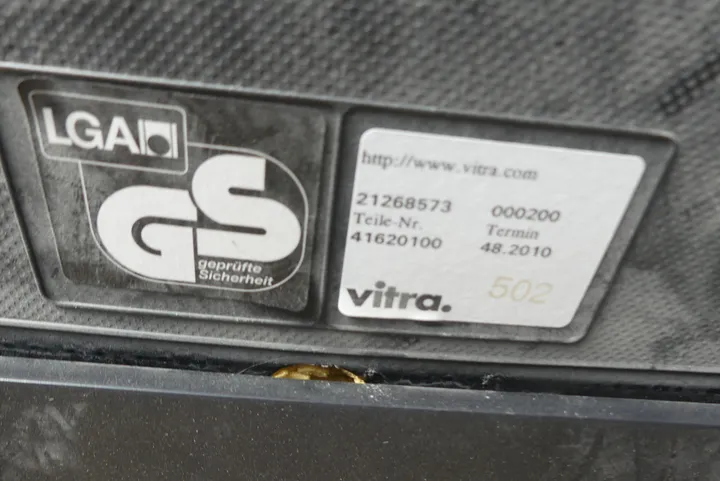 LGA
GS
geprüfte
Sicherheit
http://www.vitra.com
21268573 000200
Teile-Nr. Termin
41620100 48.2010
vitra. 502